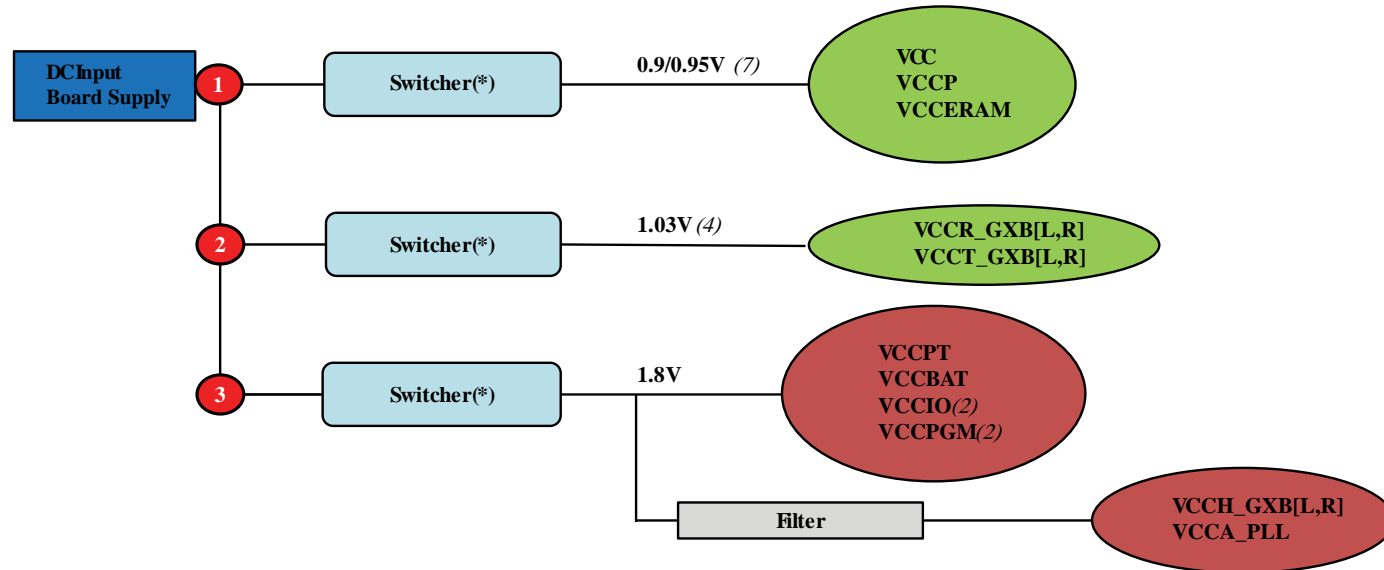 DCInput
Board Supply
1
Switcher(*)
0.9/0.95V (7)
VCC
VCCP
VCCERAM
2
Switcher(*)
1.03V (4)
VCCR_GXB[L,R]
VCCT_GXB[L,R]
3
Switcher(*)
1.8V
VCCPT
VCCBAT
VCCIO(2)
VCCPGM(2)
Filter
VCCH_GXB[L,R]
VCCA_PLL